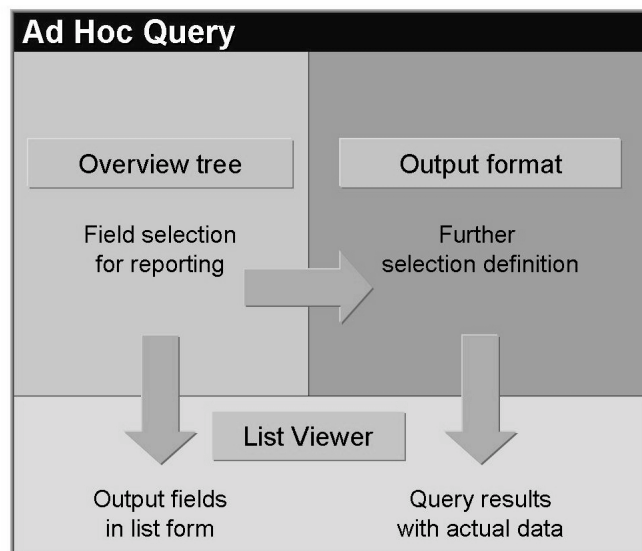 Ad Hoc Query
Overview tree
Output format
Field selection
for reporting
Further
selection definition
List Viewer
Output fields
in list form
Query results
with actual data